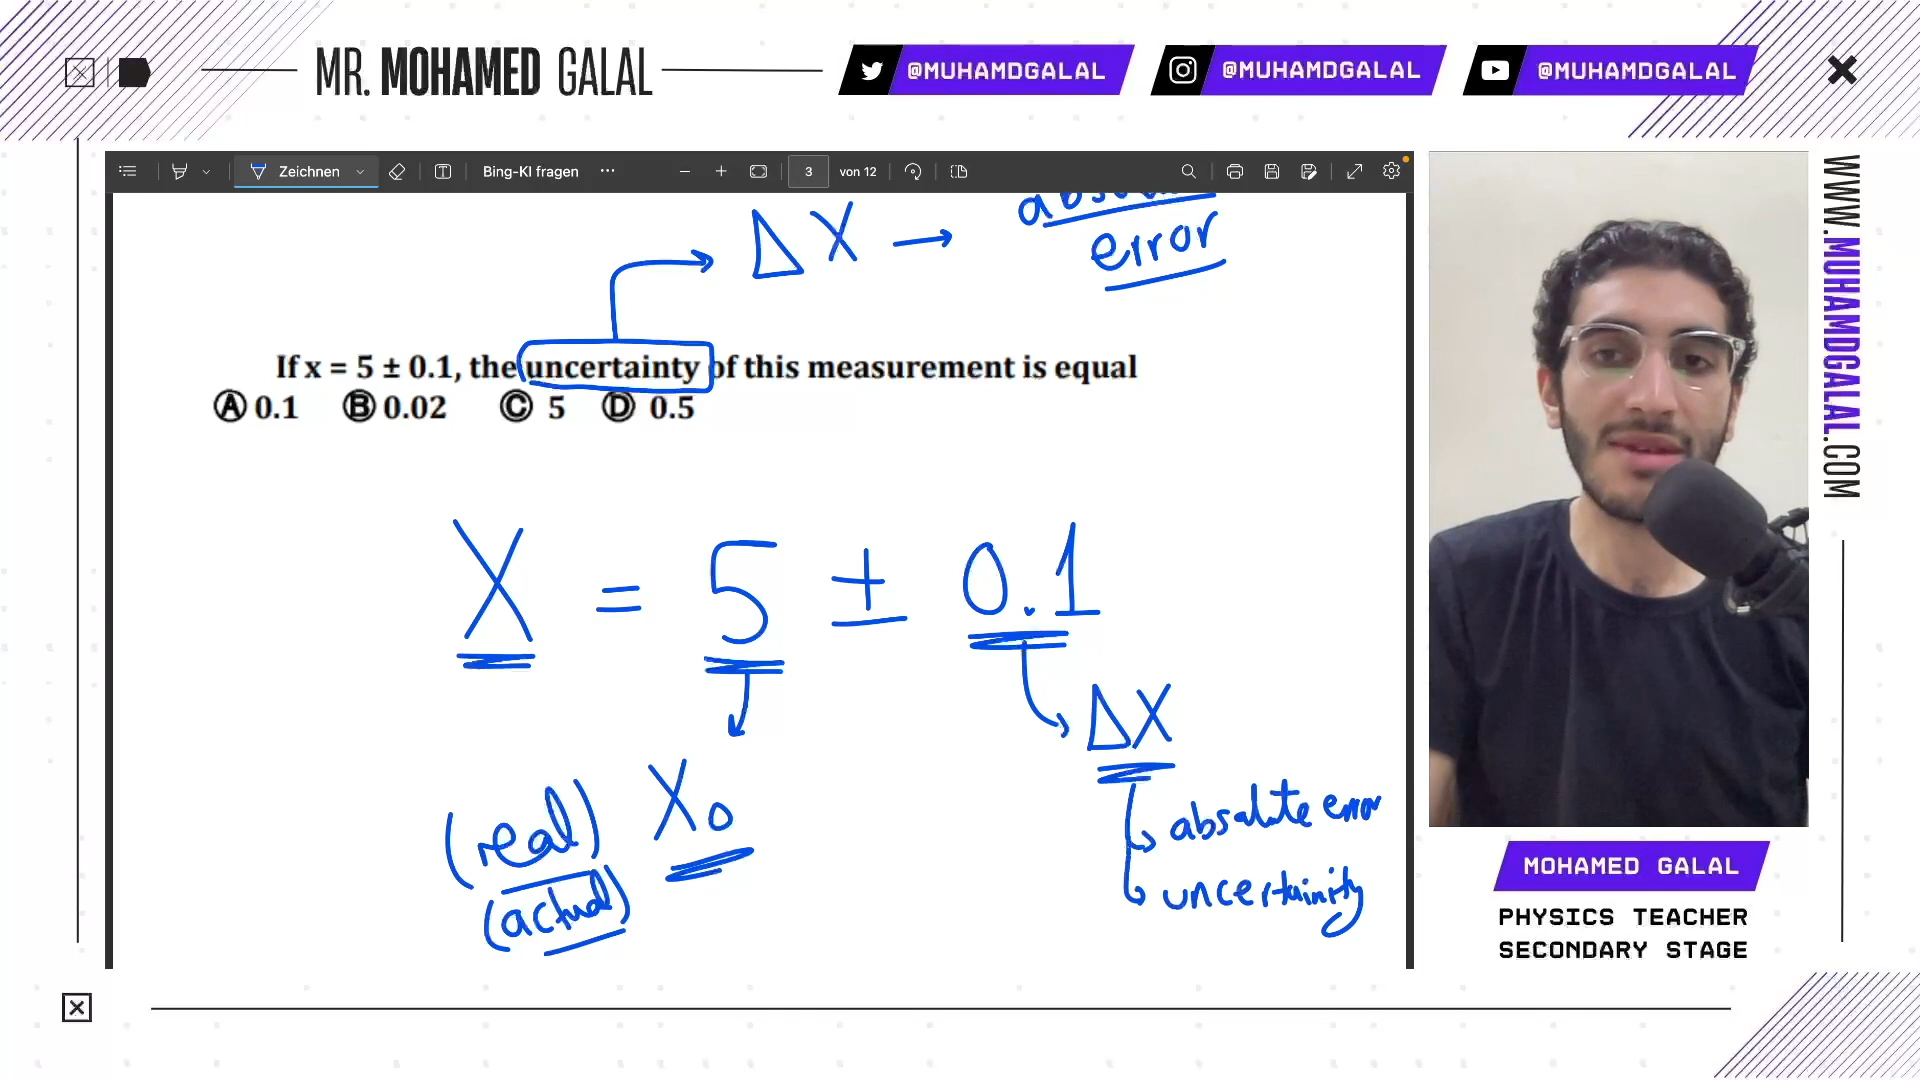 MR. MOHAMED GALAL
@MUHAMDGALAL
@MUHAMDGALAL
@MUHAMDGALAL
Zeichnen
Bing-KI fragen
3
von 12
ΔX →
error
If x = 5 ± 0.1, the uncertainty of this measurement is equal
Ⓐ 0.1 Ⓑ 0.02 Ⓒ 5 Ⓓ 0.5
X = 5 ± 0.1
ΔX
(real) X₀
(actual)
absolute error
uncertainity
WWW.MUHAMDGALAL.COM
MOHAMED GALAL
PHYSICS TEACHER
SECONDARY STAGE